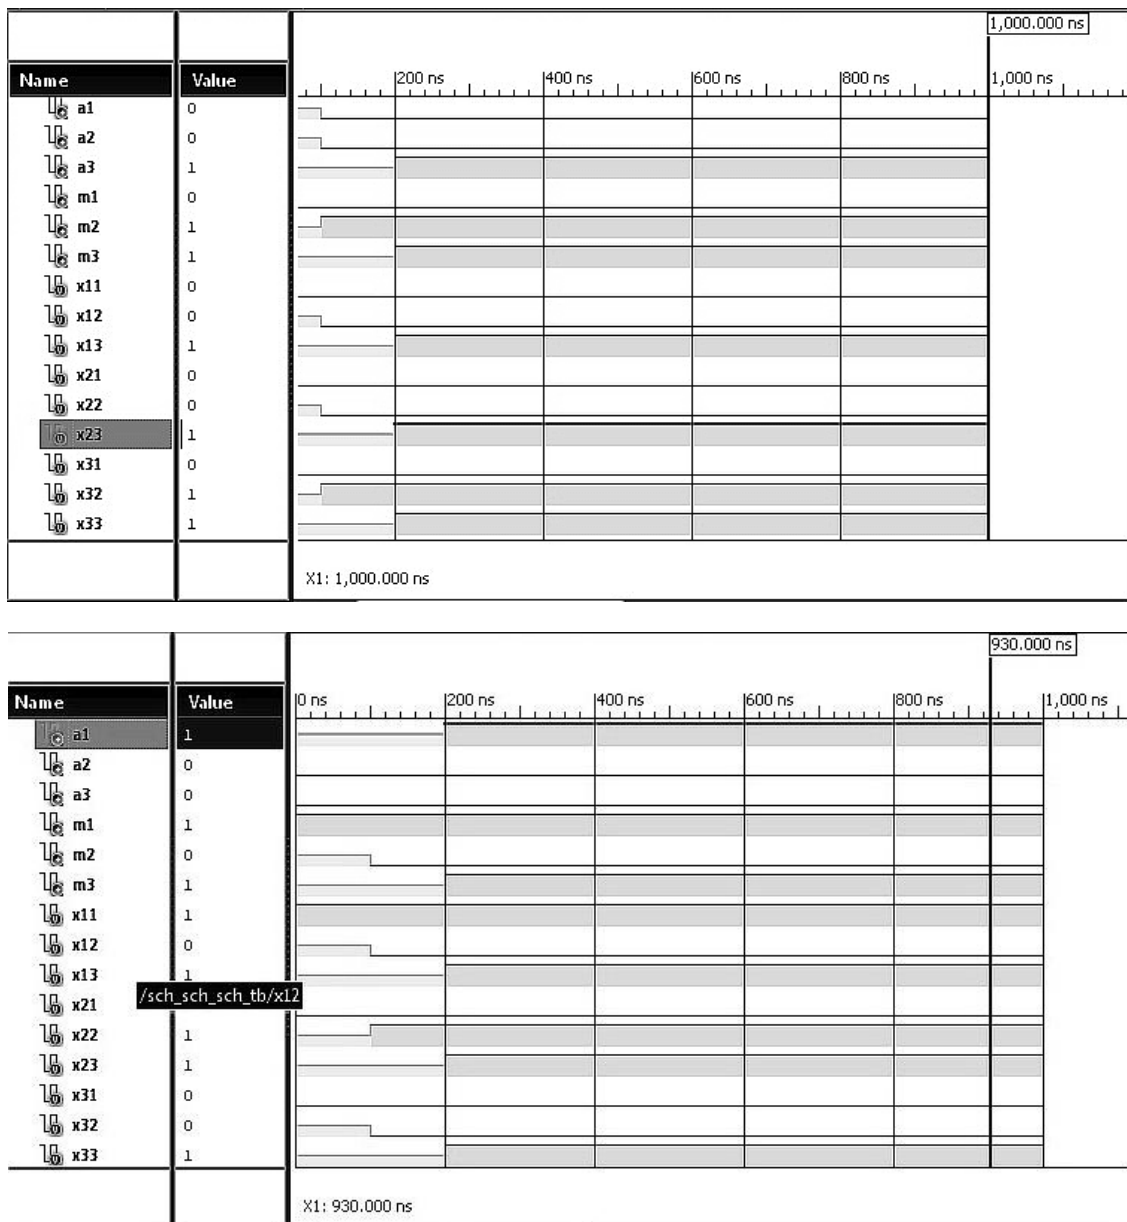 1,000.000 ns
Name Value 200 ns 400 ns 600 ns 800 ns 1,000 ns
a1 0
a2 0
a3 1
m1 0
m2 1
m3 1
x11 0
x12 0
x13 1
x21 0
x22 0
x23 1
x31 0
x32 1
x33 1
X1: 1,000.000 ns
930.000 ns
Name Value 0 ns 200 ns 400 ns 600 ns 800 ns 1,000 ns
a1 1
a2 0
a3 0
m1 1
m2 0
m3 1
x11 1
x12 0
x13 1
/sch_sch_sch_tb/x12
x21
x22 1
x23 1
x31 0
x32 0
x33 1
X1: 930.000 ns